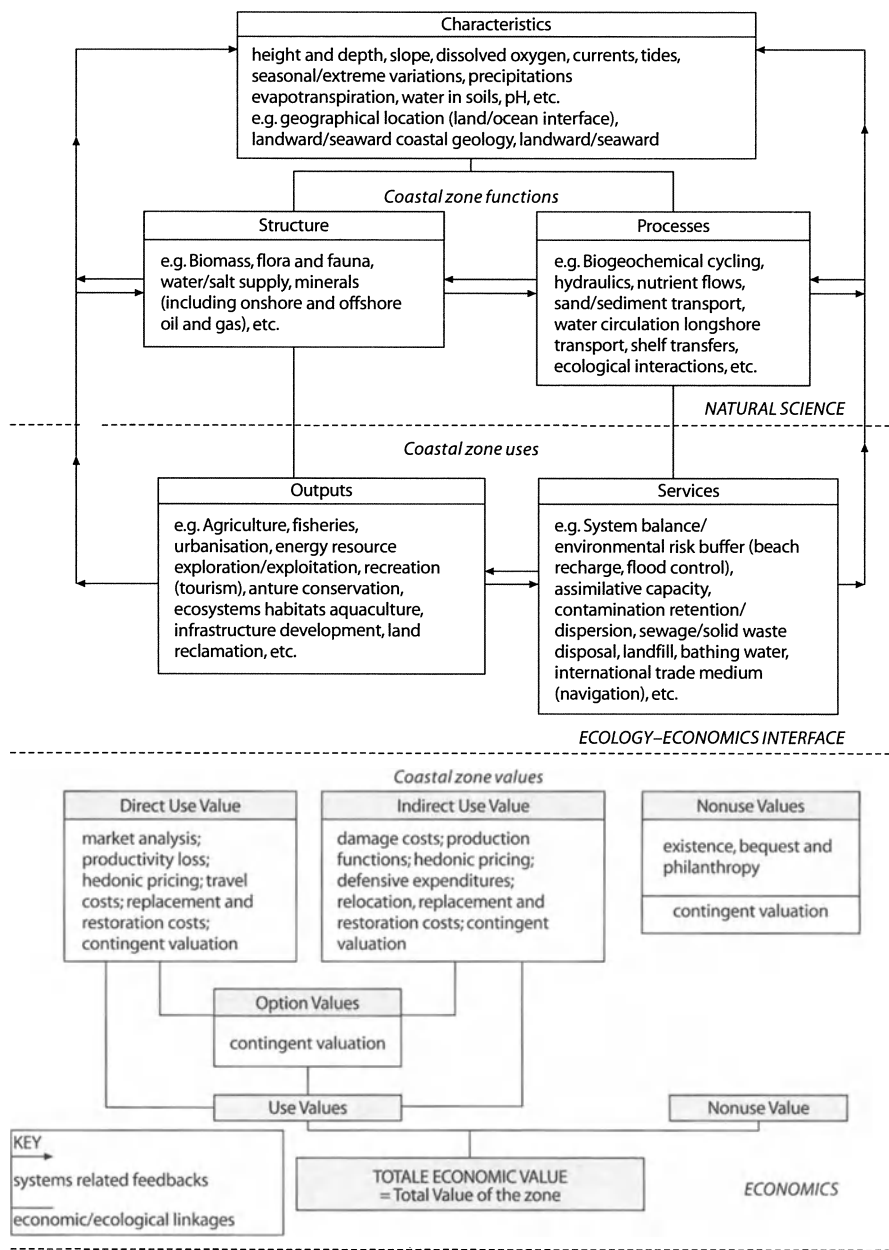 Characteristics
height and depth, slope, dissolved oxygen, currents, tides,
seasonal/extreme variations, precipitations
evapotranspiration, water in soils, pH, etc.
e.g. geographical location (land/ocean interface),
landward/seaward coastal geology, landward/seaward
Coastal zone functions
Structure
e.g. Biomass, flora and fauna,
water/salt supply, minerals
(including onshore and offshore
oil and gas), etc.
Processes
e.g. Biogeochemical cycling,
hydraulics, nutrient flows,
sand/sediment transport,
water circulation longshore
transport, shelf transfers,
ecological interactions, etc.
NATURAL SCIENCE
Coastal zone uses
Outputs
e.g. Agriculture, fisheries,
urbanisation, energy resource
exploration/exploitation, recreation
(tourism), anture conservation,
ecosystems habitats aquaculture,
infrastructure development, land
reclamation, etc.
Services
e.g. System balance/
environmental risk buffer (beach
recharge, flood control),
assimilative capacity,
contamination retention/
dispersion, sewage/solid waste
disposal, landfill, bathing water,
international trade medium
(navigation), etc.
ECOLOGY–ECONOMICS INTERFACE
Coastal zone values
Direct Use Value
market analysis;
productivity loss;
hedonic pricing; travel
costs; replacement and
restoration costs;
contingent valuation
Indirect Use Value
damage costs; production
functions; hedonic pricing;
defensive expenditures;
relocation, replacement and
restoration costs; contingent
valuation
Nonuse Values
existence, bequest and
philanthropy
contingent valuation
Option Values
contingent valuation
Use Values
Nonuse Value
KEY
systems related feedbacks
economic/ecological linkages
TOTALE ECONOMIC VALUE
= Total Value of the zone
ECONOMICS